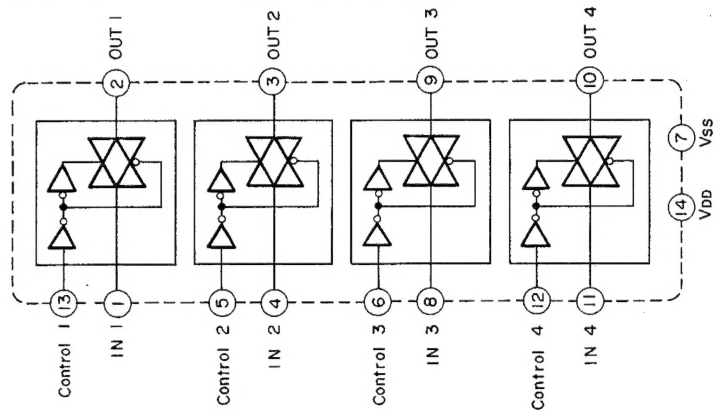 Control 1 13 2 OUT 1
IN 1 1
Control 2 5 3 OUT 2
IN 2 4
Control 3 6 9 OUT 3
IN 3 8
Control 4 12 10 OUT 4
IN 4 11
14 7
VDD VSS